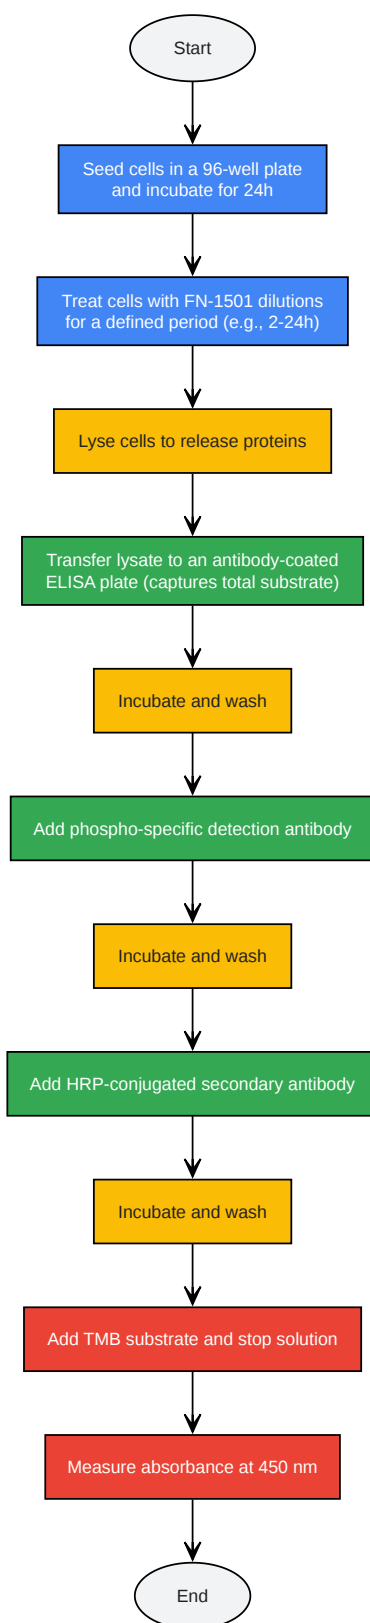 Start
Seed cells in a 96-well plate
and incubate for 24h
Treat cells with FN-1501 dilutions
for a defined period (e.g., 2-24h)
Lyse cells to release proteins
Transfer lysate to an antibody-coated
ELISA plate (captures total substrate)
Incubate and wash
Add phospho-specific detection antibody
Incubate and wash
Add HRP-conjugated secondary antibody
Incubate and wash
Add TMB substrate and stop solution
Measure absorbance at 450 nm
End